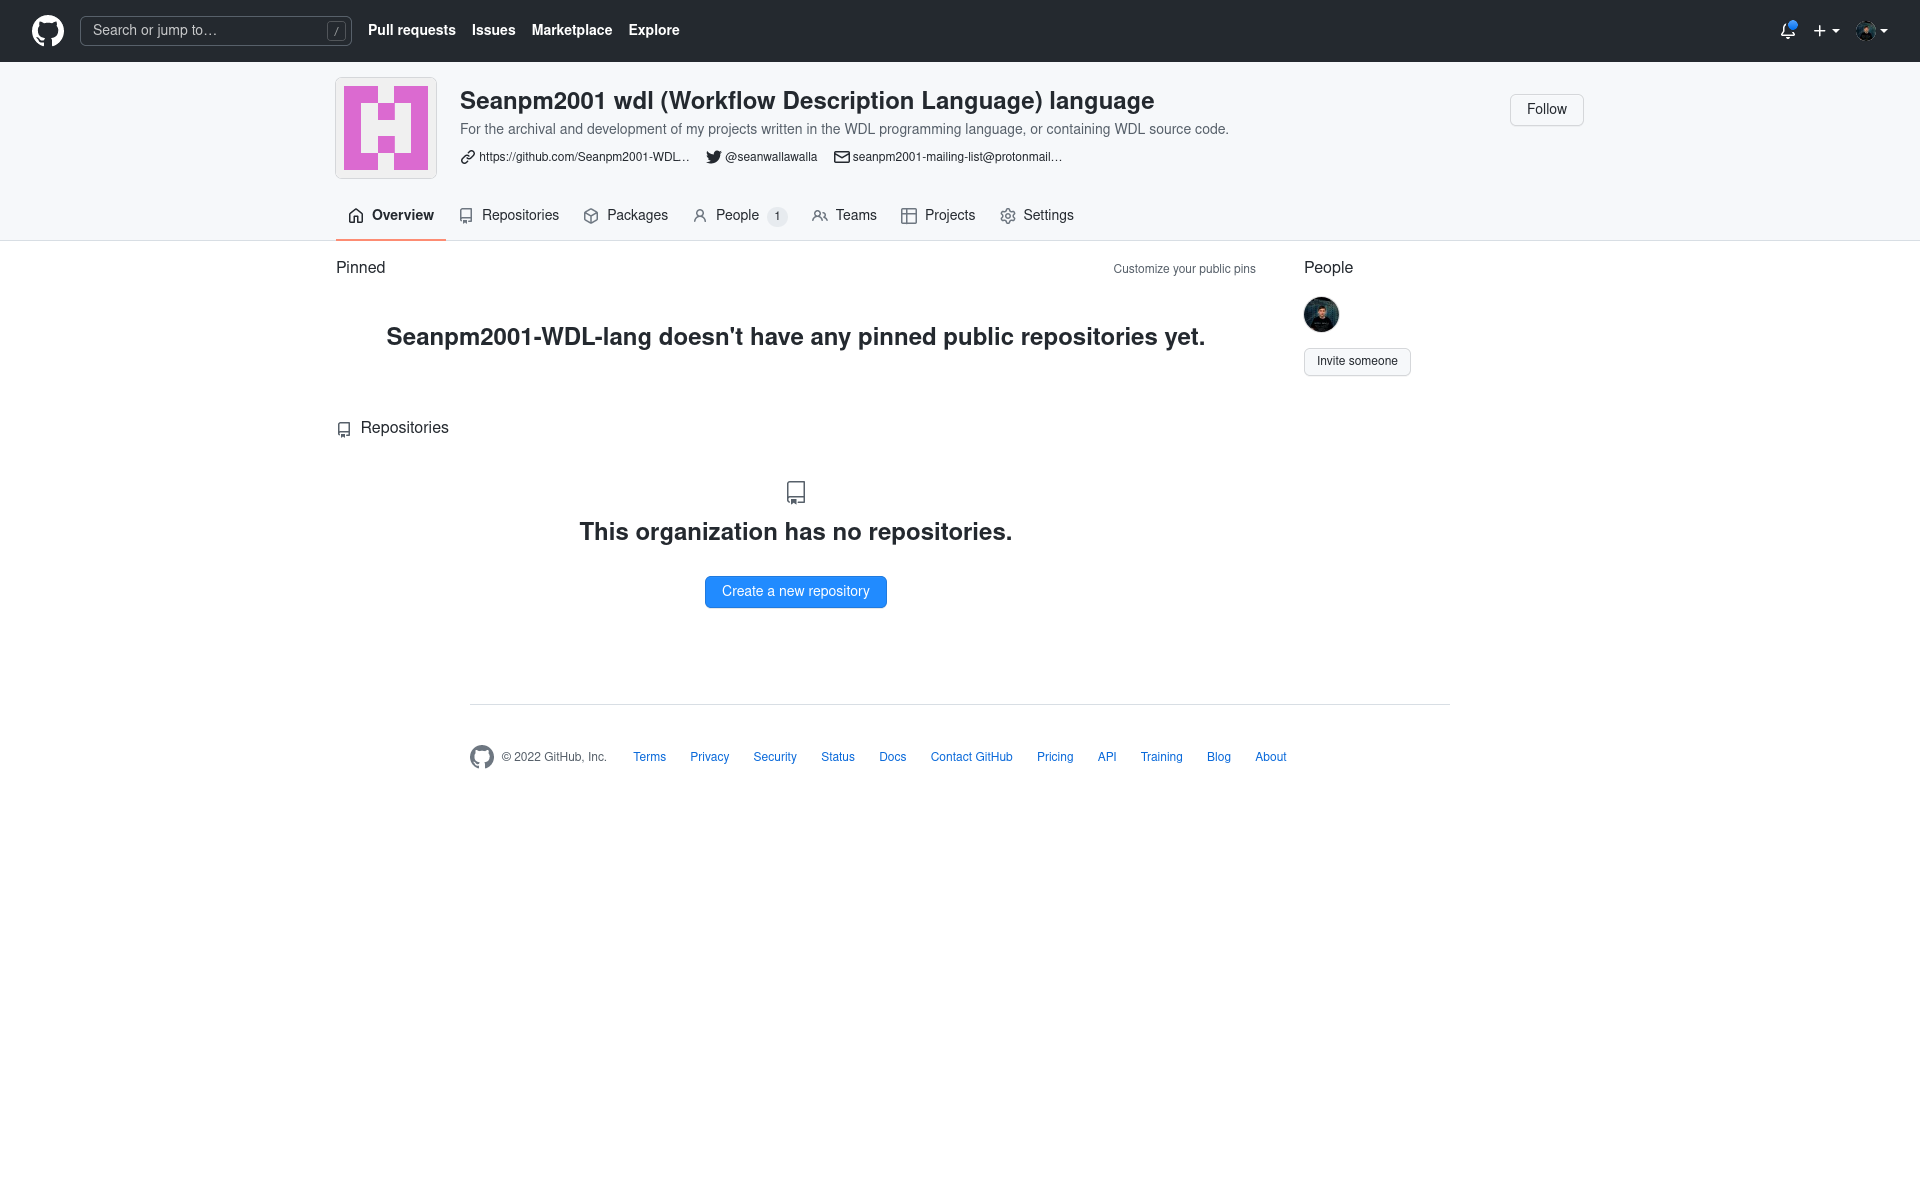 Search or jump to… /
Pull requests Issues Marketplace Explore
Seanpm2001 wdl (Workflow Description Language) language
For the archival and development of my projects written in the WDL programming language, or containing WDL source code.
https://github.com/Seanpm2001-WDL… @seanwallawalla seanpm2001-mailing-list@protonmail…
Follow
Overview Repositories Packages People 1 Teams Projects Settings
Pinned
Customize your public pins
People
Seanpm2001-WDL-lang doesn't have any pinned public repositories yet.
Invite someone
Repositories
This organization has no repositories.
Create a new repository
© 2022 GitHub, Inc. Terms Privacy Security Status Docs Contact GitHub Pricing API Training Blog About